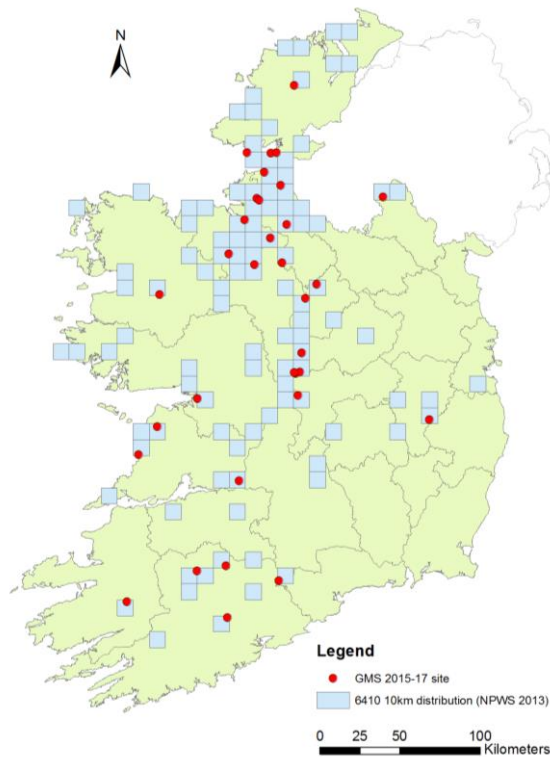 N
Legend
GMS 2015-17 site
6410 10km distribution (NPWS 2013)
0 25 50 100
Kilometers